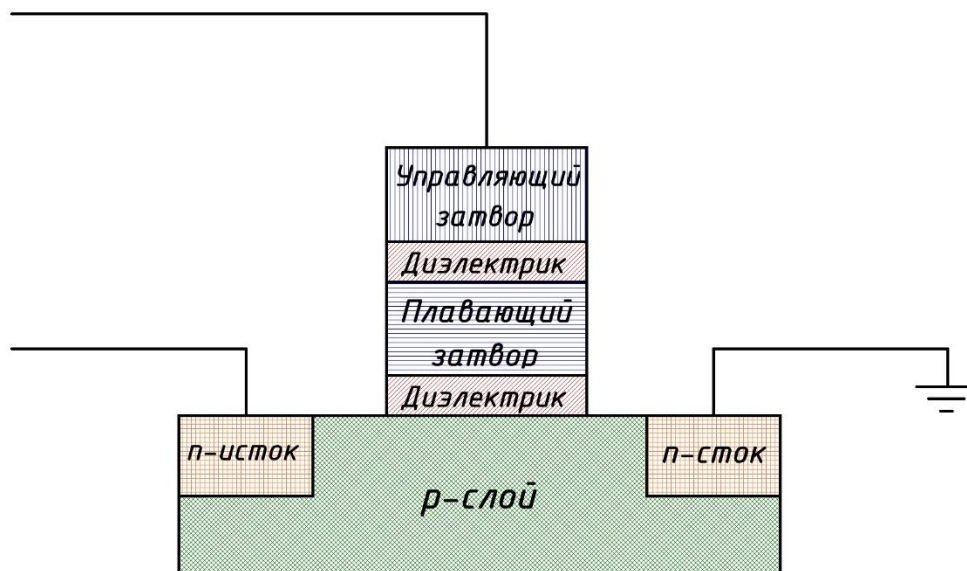 Управляющий
затвор
Диэлектрик
Плавающий
затвор
Диэлектрик
n-исток
n-сток
p-слой